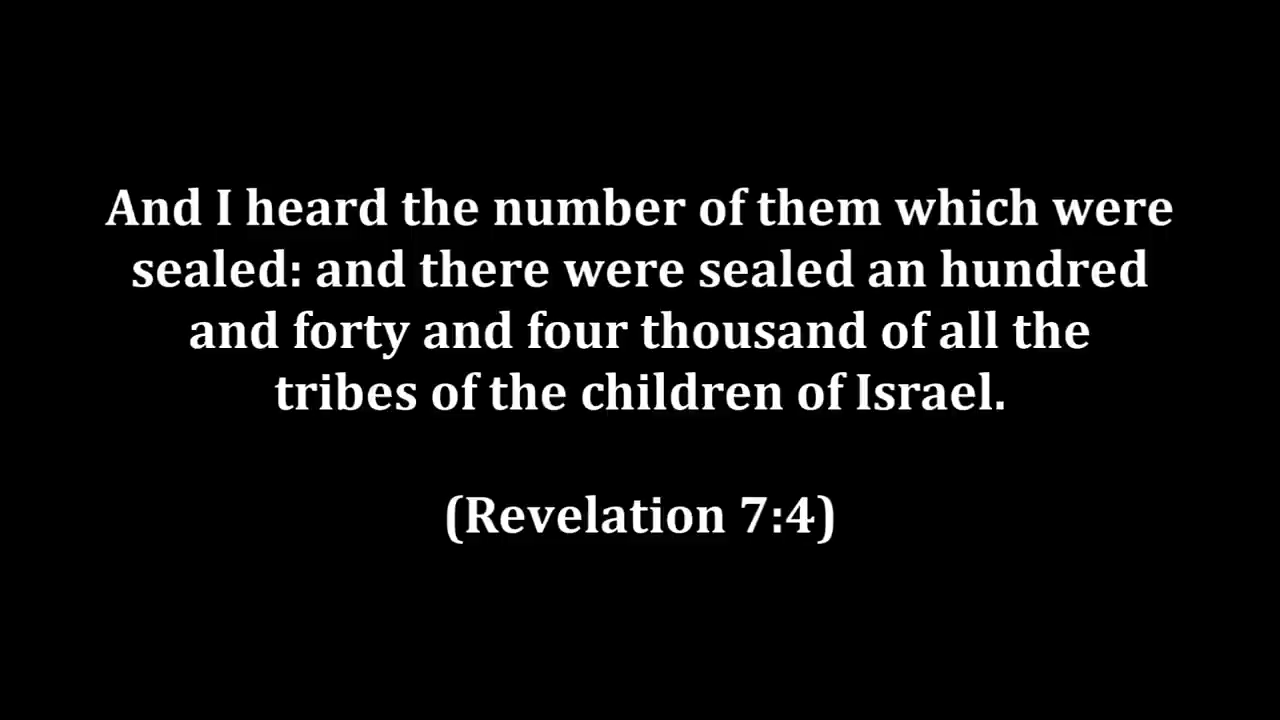 And I heard the number of them which were
sealed: and there were sealed an hundred
and forty and four thousand of all the
tribes of the children of Israel.
(Revelation 7:4)